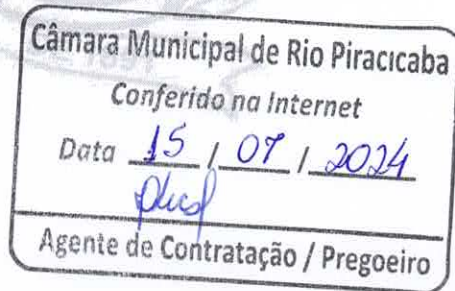 Câmara Municipal de Rio Piracicaba
Conferido na Internet
Data 15 / 07 / 2024
Agente de Contratação / Pregoeiro